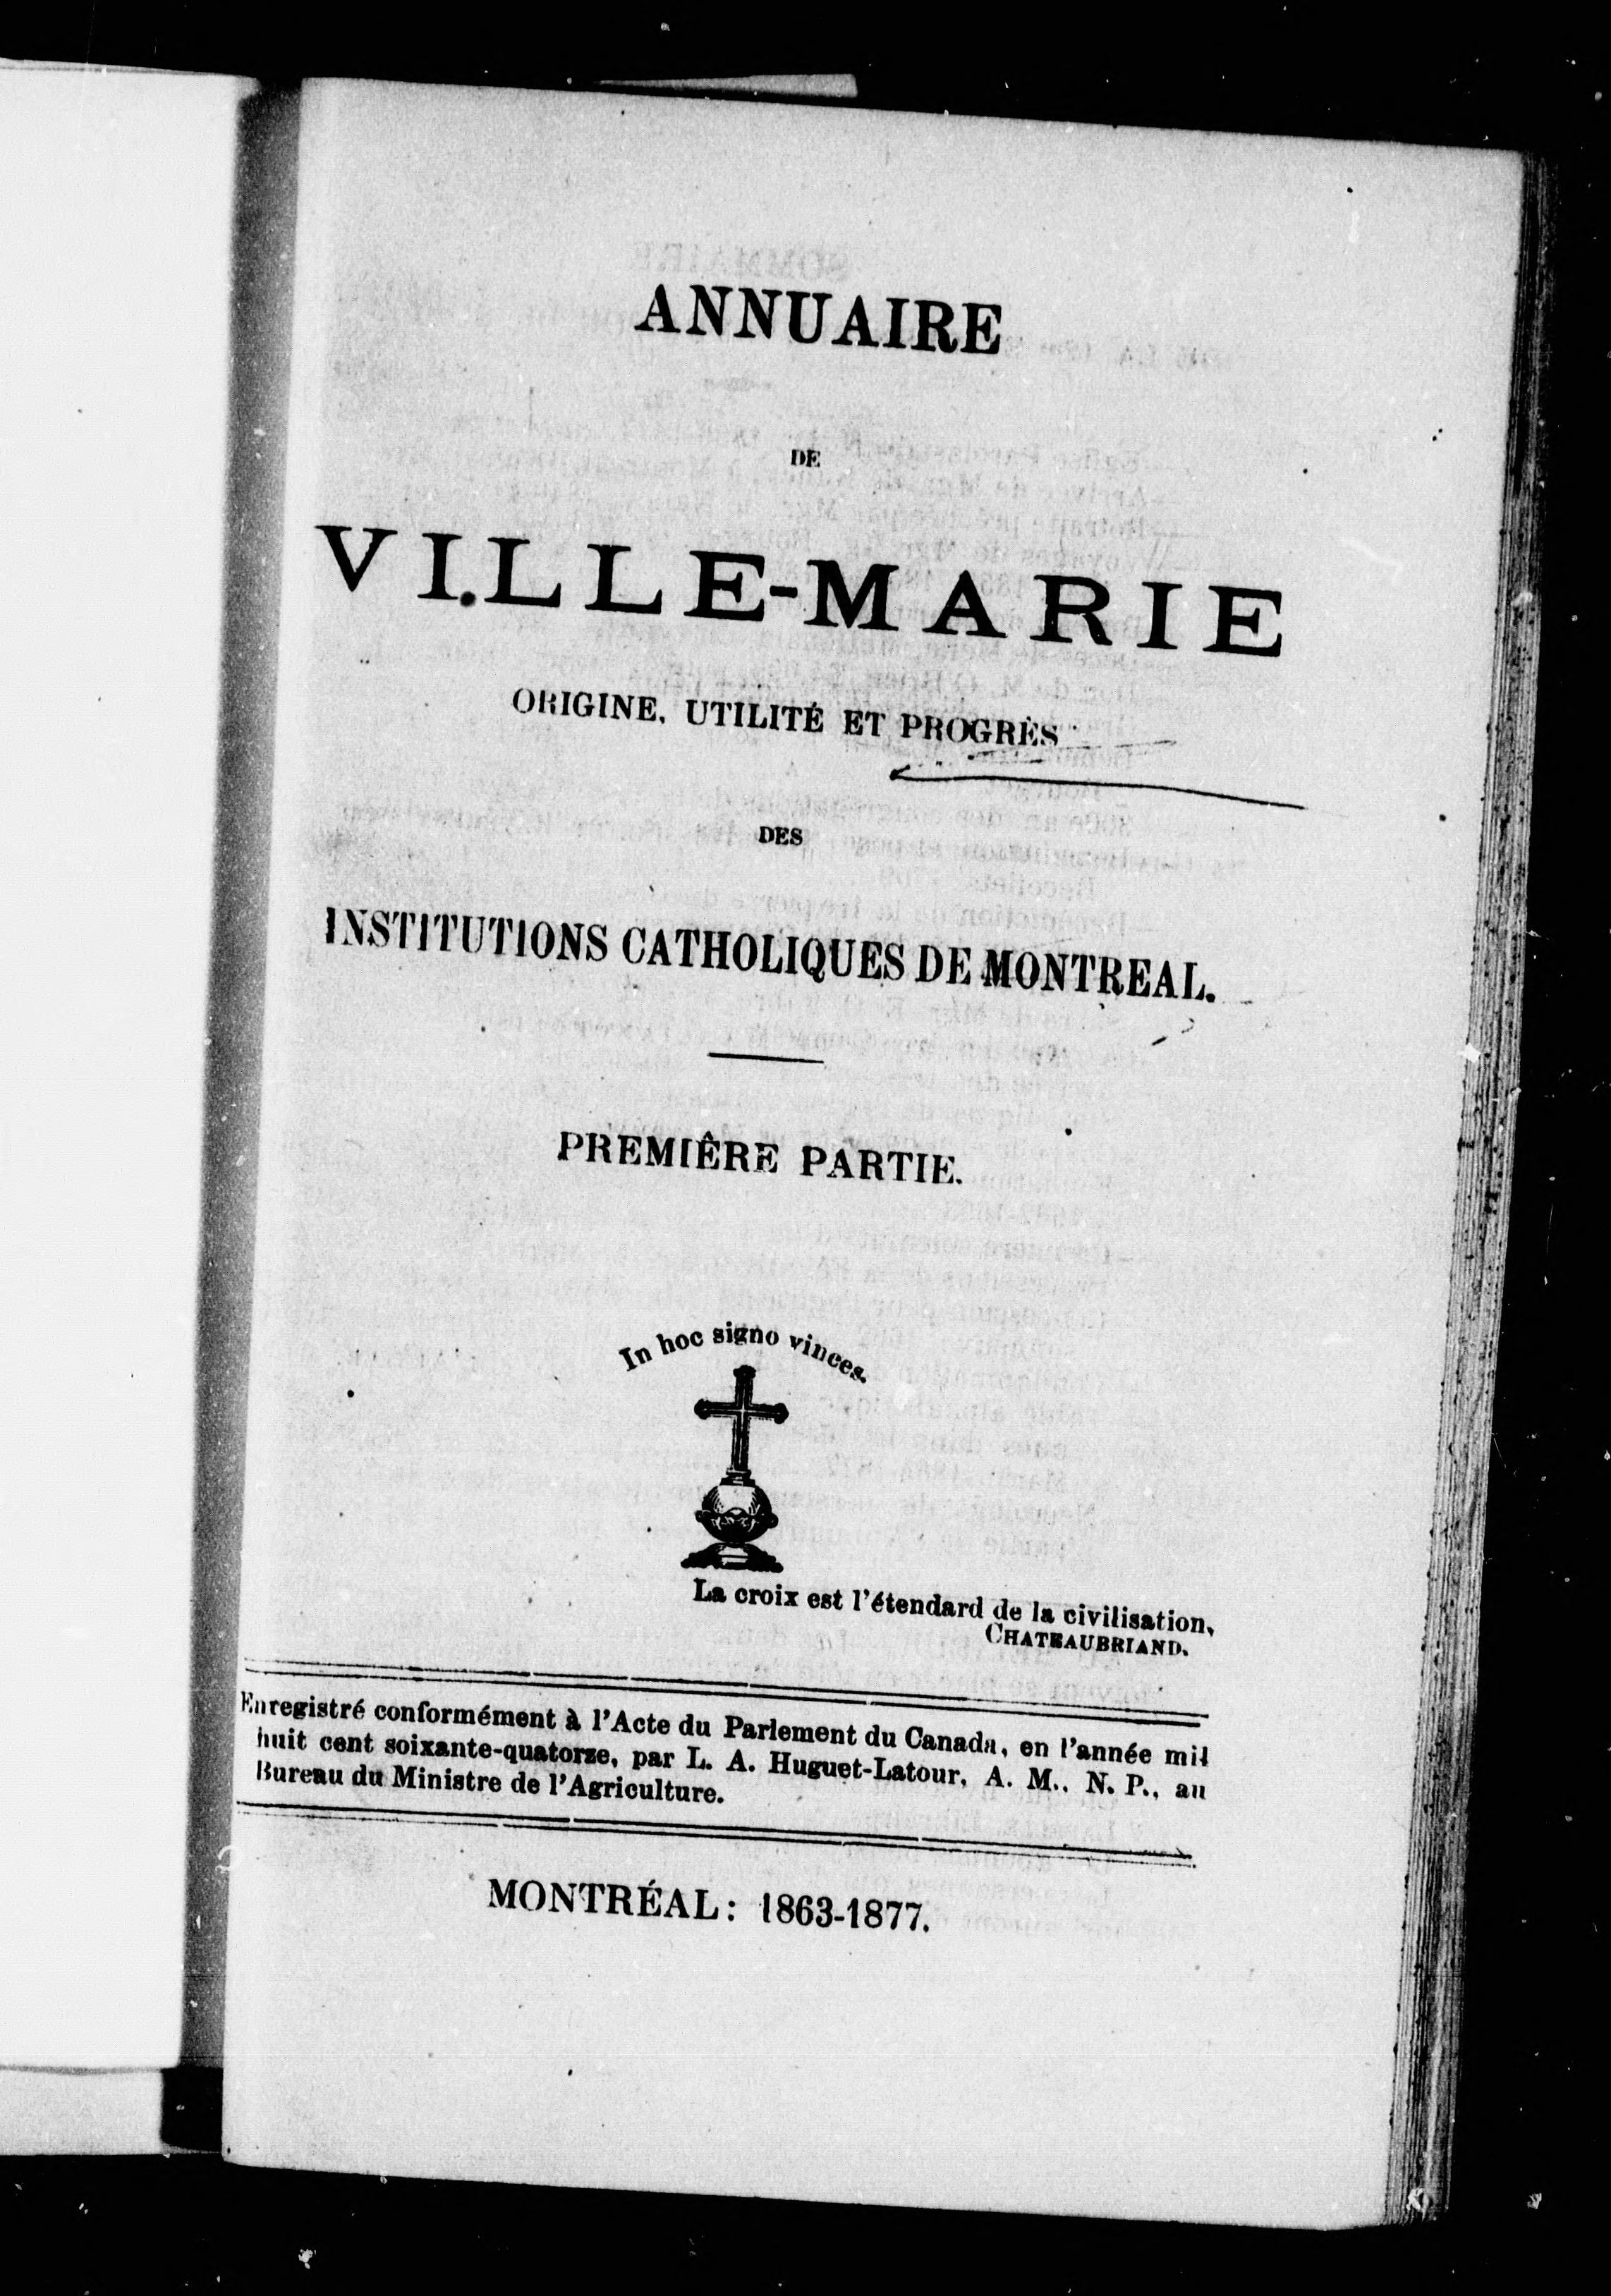 ANNUAIRE
DE
VILLE-MARIE
ORIGINE, UTILITÉ ET PROGRÈS
DES
INSTITUTIONS CATHOLIQUES DE MONTREAL.
PREMIÊRE PARTIE.
In hoc signo vinces.
La croix est l'étendard de la civilisation,
CHATEAUBRIAND.
Enregistré conformément à l'Acte du Parlement du Canada, en l'année mil
huit cent soixante-quatorze, par L. A. Huguet-Latour, A. M., N. P., au
Bureau du Ministre de l'Agriculture.
MONTRÉAL: 1863-1877.